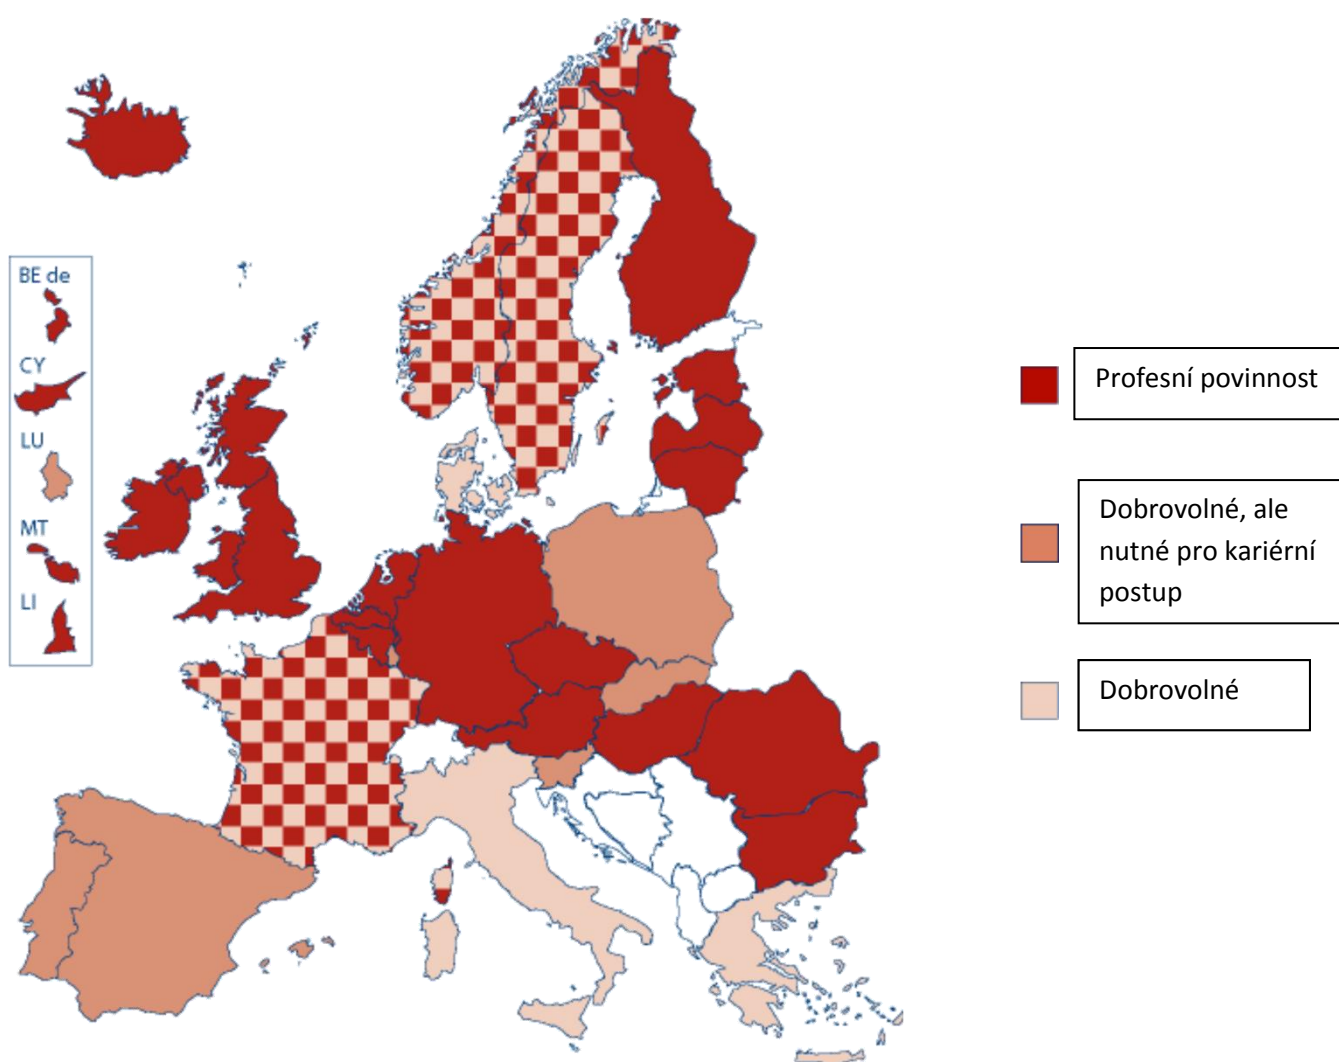 BE de
CY
LU
MT
LI
Profesní povinnost
Dobrovolné, ale
nutné pro kariérní
postup
Dobrovolné